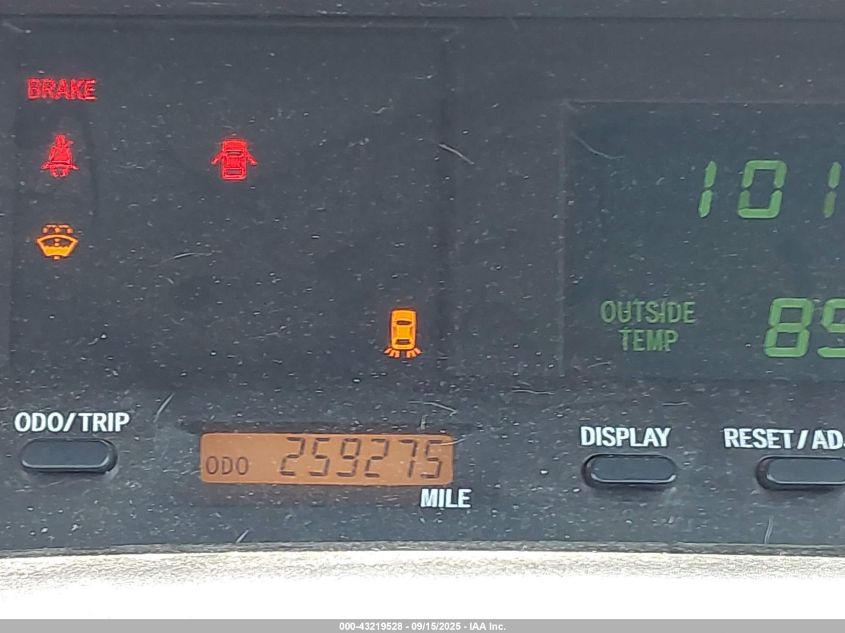 BRAKE
101
OUTSIDE
TEMP
89
ODO/TRIP
ODO 259275
MILE
DISPLAY
RESET/ADJ
000-43219528 - 09/15/2025 - IAA Inc.